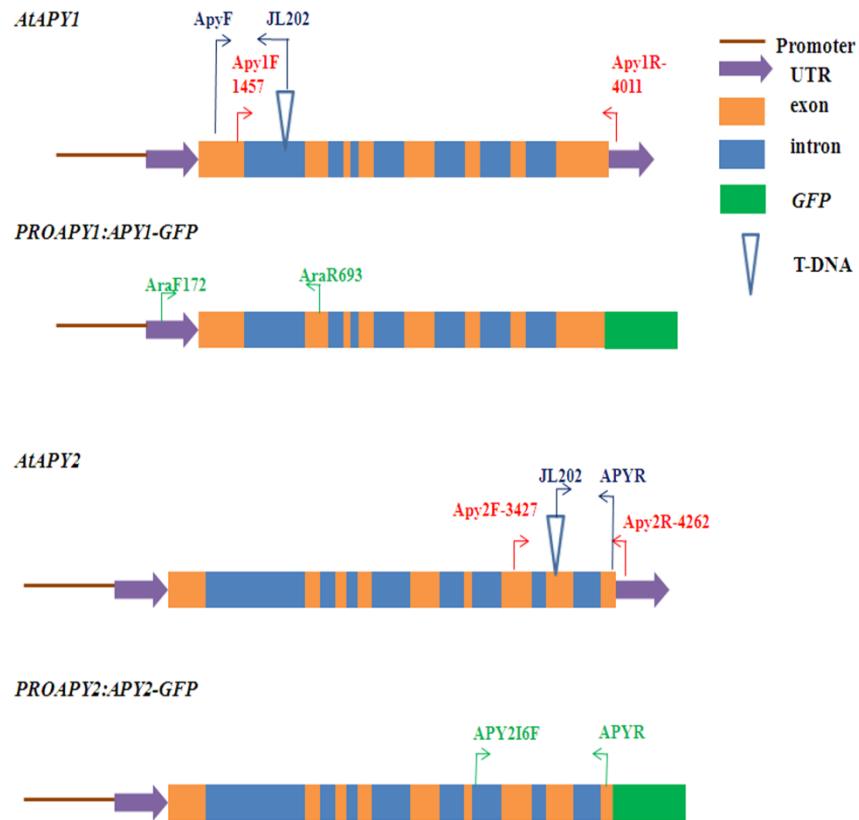 AtAPY1
ApyF
JL202
Apy1F
1457
Apy1R-
4011
Promoter
UTR
exon
intron
GFP
T-DNA
PROAPY1:APY1-GFP
AraF172
AraR693
AtAPY2
JL202
APYR
Apy2F-3427
Apy2R-4262
PROAPY2:APY2-GFP
APY2I6F
APYR